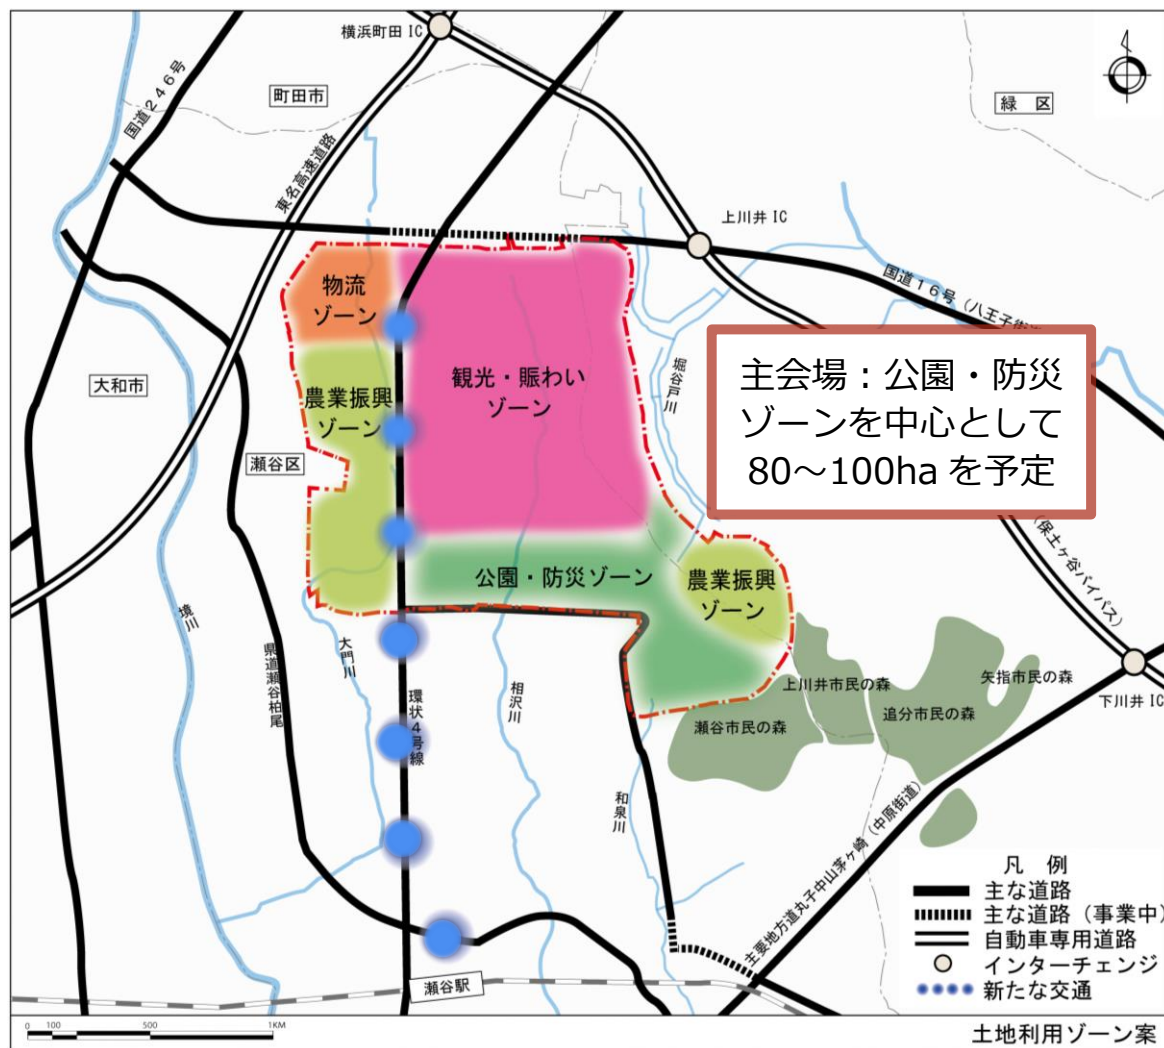 横浜町田 IC
国道２４６号
町田市
緑 区
東名高速道路
上川井 IC
国道１６号（八王子街
物流
ゾーン
観光・賑わい
ゾーン
堀谷戸川
主会場：公園・防災
ゾーンを中心として
80～100ha を予定
大和市
農業振興
ゾーン
瀬谷区
（保土ヶ谷バイパス）
公園・防災ゾーン
農業振興
ゾーン
境川
県道瀬谷柏尾
大門川
環状４号線
相沢川
和泉川
上川井市民の森
矢指市民の森
追分市民の森
瀬谷市民の森
下川井 IC
主要地方道丸子中山茅ヶ崎（中原街道）
瀬谷駅
凡 例
主な道路
主な道路（事業中）
自動車専用道路
インターチェンジ
新たな交通
0 100 500 1KM
土地利用ゾーン案